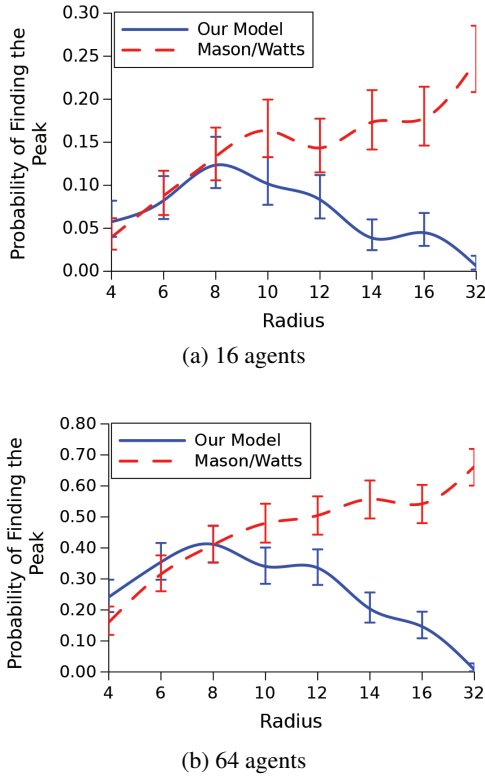 0.30
0.25
0.20
0.15
0.10
0.05
0.00
Probability of Finding the
Peak
Our Model
Mason/Watts
4 6 8 10 12 14 16 32
Radius
(a) 16 agents
0.80
0.70
0.60
0.50
0.40
0.30
0.20
0.10
0.00
Probability of Finding the
Peak
Our Model
Mason/Watts
4 6 8 10 12 14 16 32
Radius
(b) 64 agents